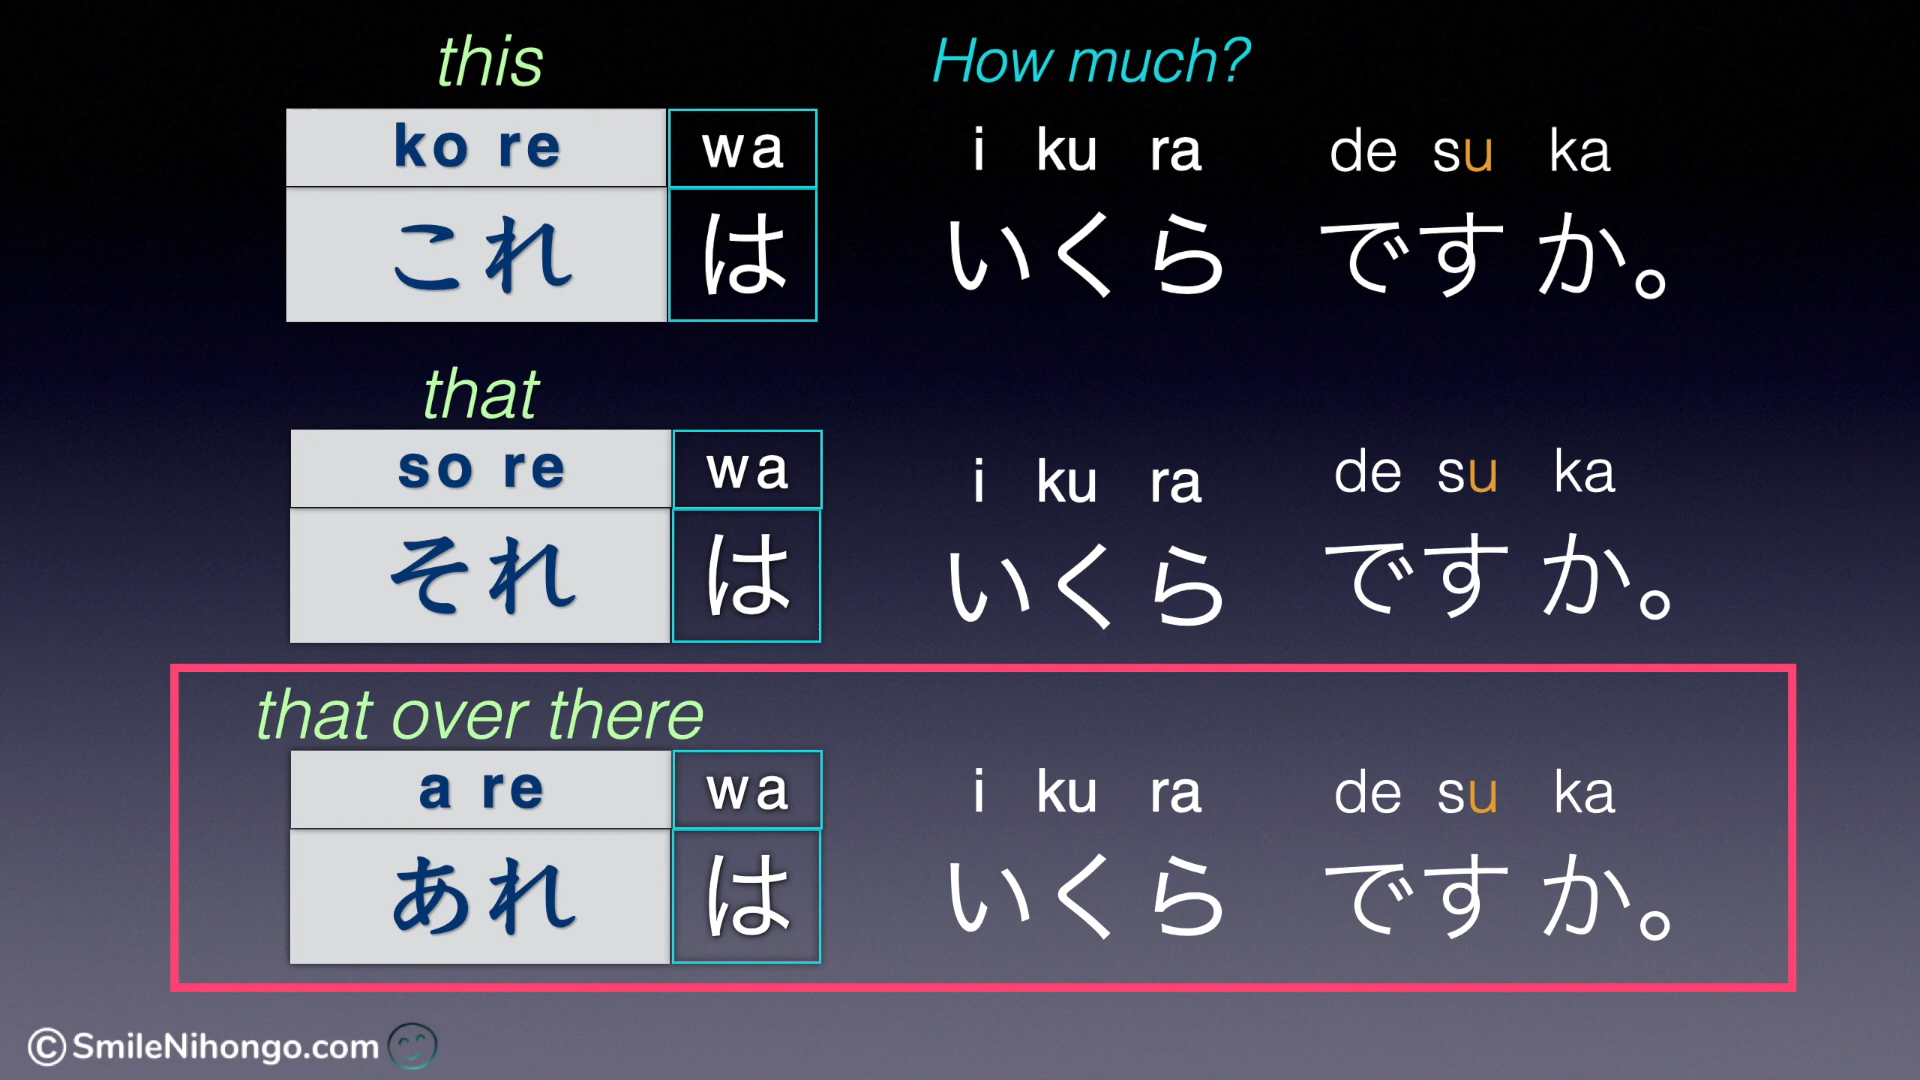 this How much?
ko re wa i ku ra de su ka
これ は いくら です か。
that
so re wa i ku ra de su ka
それ は いくら です か。
that over there
a re wa i ku ra de su ka
あれ は いくら です か。
© SmileNihongo.com